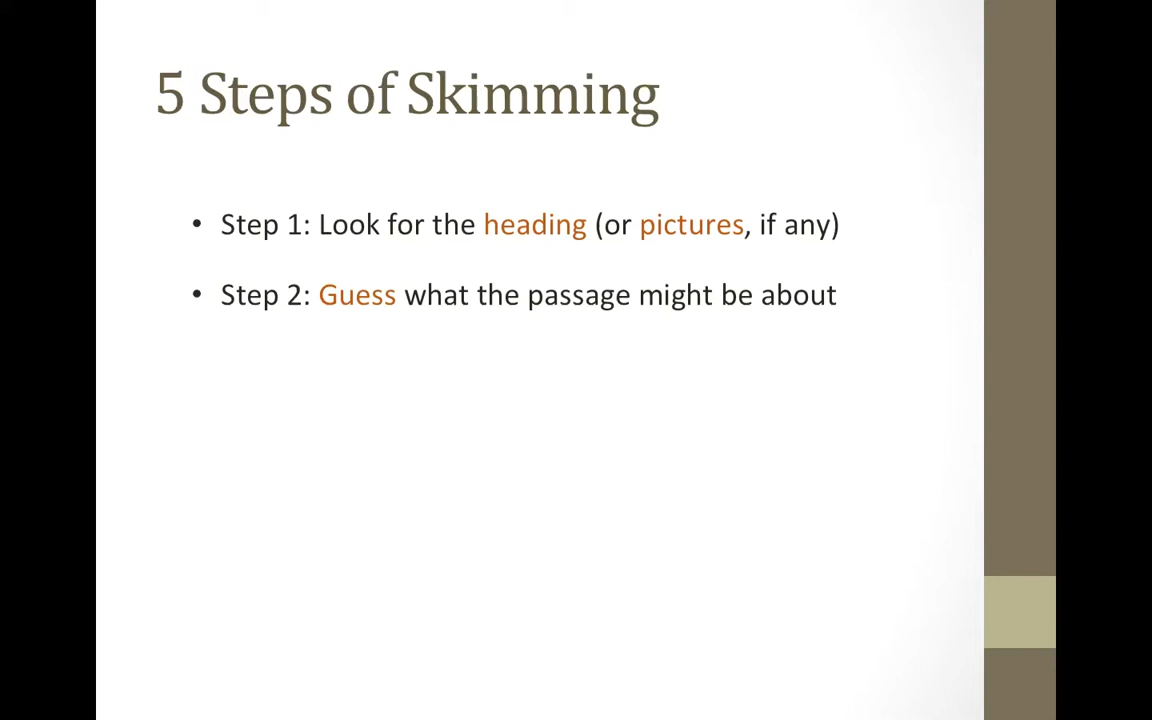 5 Steps of Skimming
• Step 1: Look for the heading (or pictures, if any)
• Step 2: Guess what the passage might be about